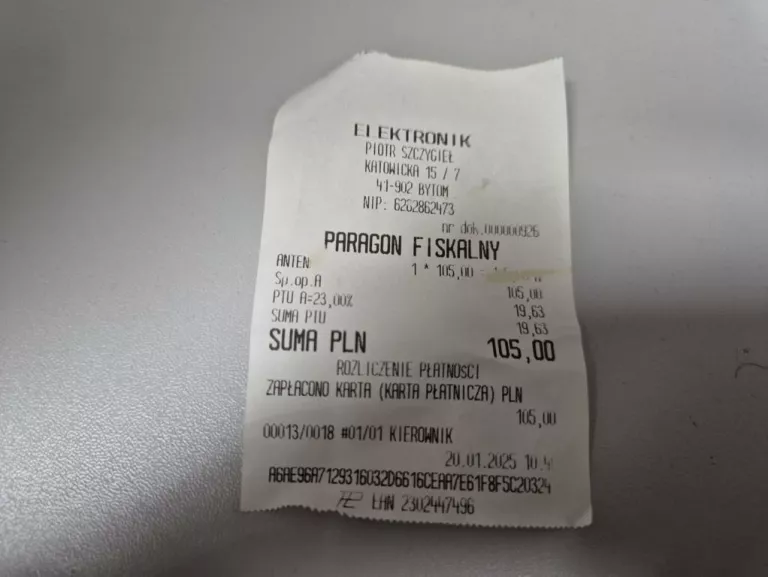 ELEKTRONIK
PIOTR SZCZYGIEŁ
KATOWICKA 15 / 7
41-902 BYTOM
NIP: 6262862473
nr dok.000000926
PARAGON FISKALNY
ANTEN
1 * 105,00
Sp.op.A 105,00
PTU A=23,00% 19,63
SUMA PTU 19,63
SUMA PLN 105,00
ROZLICZENIE PŁATNOŚCI
ZAPŁACONO KARTA (KARTA PŁATNICZA) PLN
105,00
00013/0018 #01/01 KIEROWNIK
20.01.2025
A6AE96A7129316032D6616CEAA7E61F8F5C20324
ŁAN 2302447496